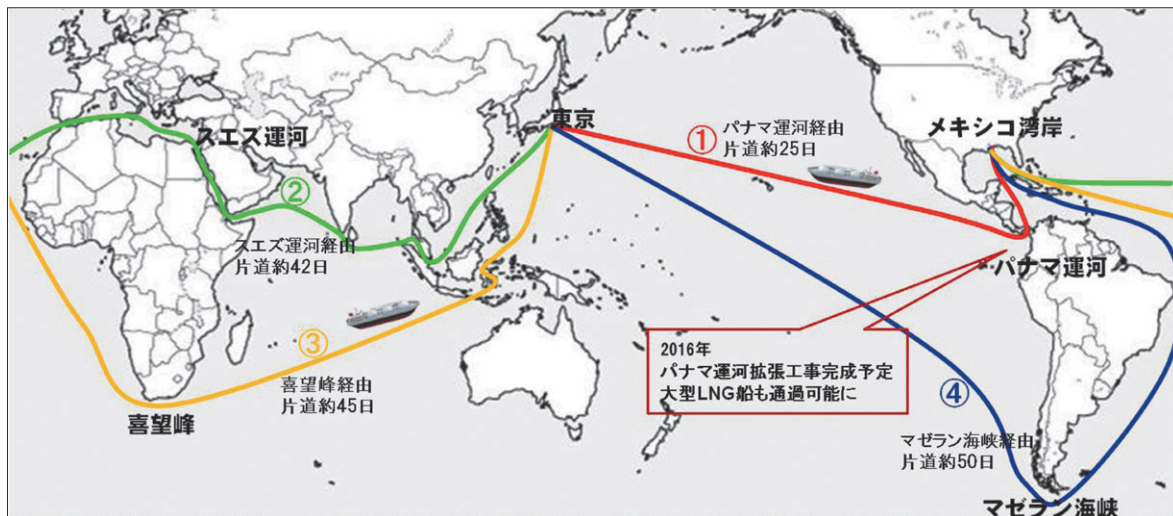 スエズ運河
東京
①
パナマ運河経由
片道約25日
メキシコ湾岸
②
スエズ運河経由
片道約42日
パナマ運河
③
喜望峰経由
片道約45日
喜望峰
2016年
パナマ運河拡張工事完成予定
大型LNG船も通過可能に
④
マゼラン海峡経由
片道約50日
マゼラン海峡